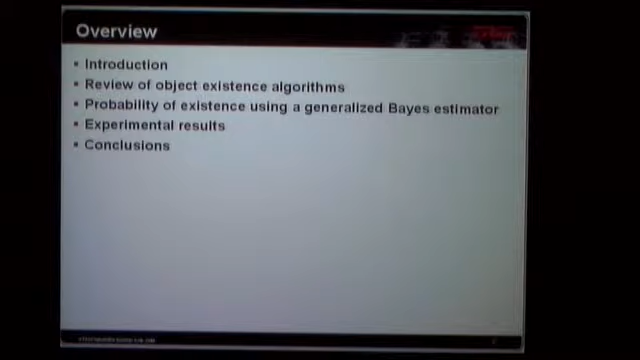 Overview
Introduction
Review of object existence algorithms
Probability of existence using a generalized Bayes estimator
Experimental results
Conclusions